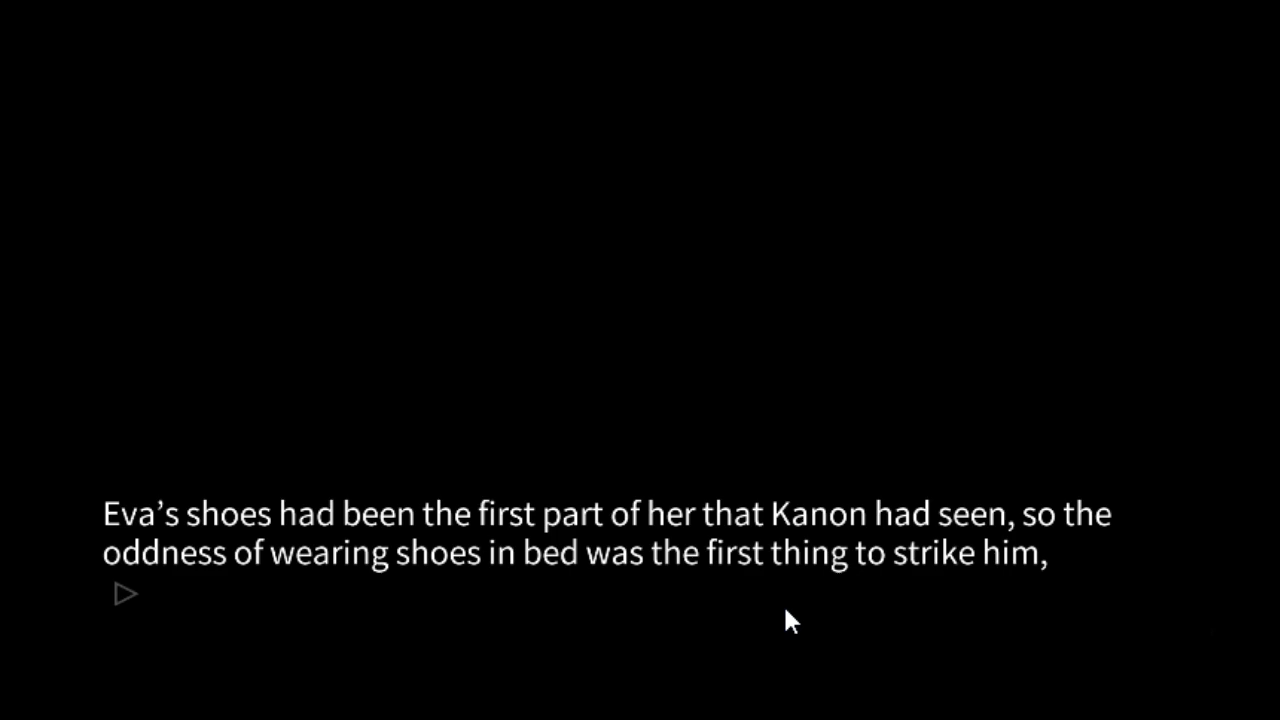 Eva’s shoes had been the first part of her that Kanon had seen, so the
oddness of wearing shoes in bed was the first thing to strike him,